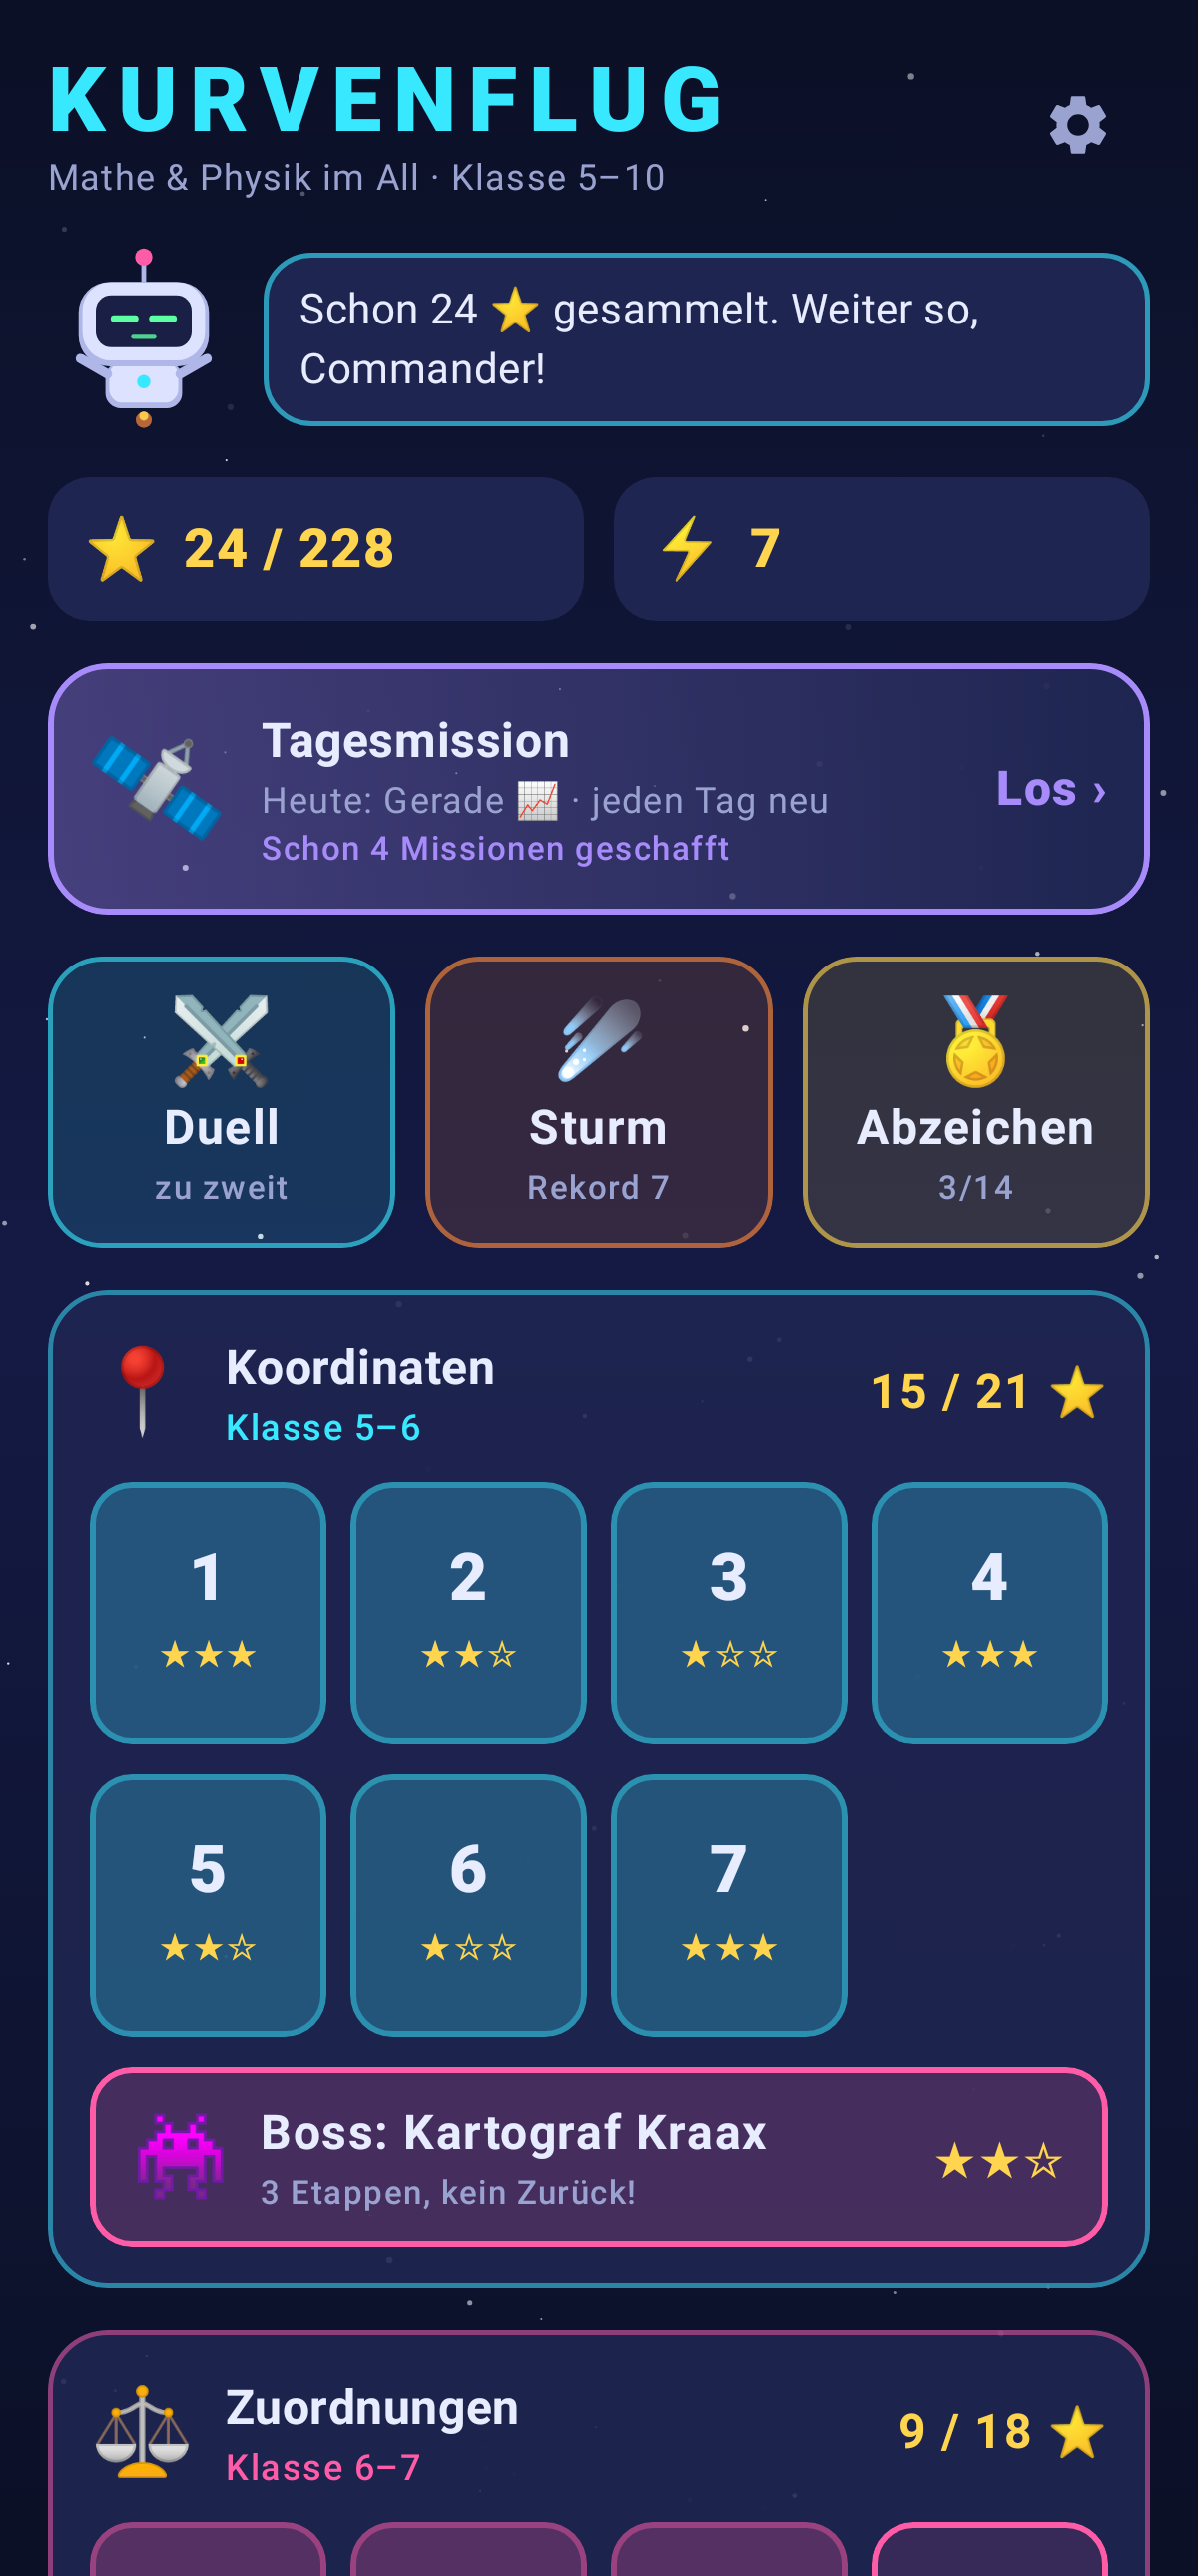 KURVENFLUG
Mathe & Physik im All · Klasse 5–10
Schon 24 ⭐ gesammelt. Weiter so,
Commander!
⭐ 24 / 228
⚡ 7
Tagesmission
Heute: Gerade 📈 · jeden Tag neu
Schon 4 Missionen geschafft
Los ›
Duell
zu zweit
Sturm
Rekord 7
Abzeichen
3/14
Koordinaten
Klasse 5–6
15 / 21 ⭐
1
★★★
2
★★☆
3
★☆☆
4
★★★
5
★★☆
6
★☆☆
7
★★★
Boss: Kartograf Kraax
3 Etappen, kein Zurück!
★★☆
Zuordnungen
Klasse 6–7
9 / 18 ⭐